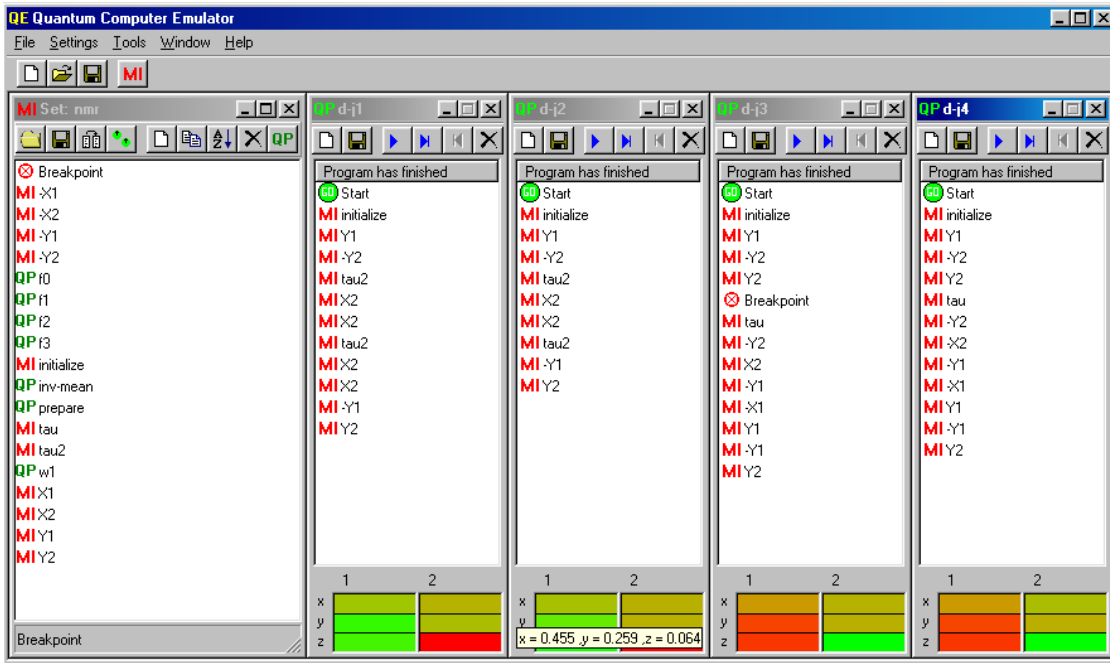 QE Quantum Computer Emulator
File Settings Tools Window Help
MI
MI Set: nmr
QP
Breakpoint
MI -X1
MI -X2
MI -Y1
MI -Y2
QP f0
QP f1
QP f2
QP f3
MI initialize
QP inv-mean
QP prepare
MI tau
MI tau2
QP w1
MI X1
MI X2
MI Y1
MI Y2
Breakpoint
QP d-j1
Program has finished
GO Start
MI initialize
MI Y1
MI -Y2
MI tau2
MI X2
MI X2
MI tau2
MI X2
MI X2
MI -Y1
MI Y2
1 2
x
y
z
QP d-j2
Program has finished
GO Start
MI initialize
MI Y1
MI -Y2
MI tau2
MI X2
MI X2
MI tau2
MI -Y1
MI Y2
1 2
x
y
x = 0.455 ,y = 0.259 ,z = 0.064
QP d-j3
Program has finished
GO Start
MI initialize
MI Y1
MI -Y2
MI Y2
Breakpoint
MI tau
MI -Y2
MI X2
MI -Y1
MI -X1
MI Y1
MI -Y1
MI Y2
1 2
x
y
z
QP d-j4
Program has finished
GO Start
MI initialize
MI Y1
MI -Y2
MI Y2
MI tau
MI -Y2
MI -X2
MI -Y1
MI -X1
MI Y1
MI -Y1
MI Y2
1 2
x
y
z